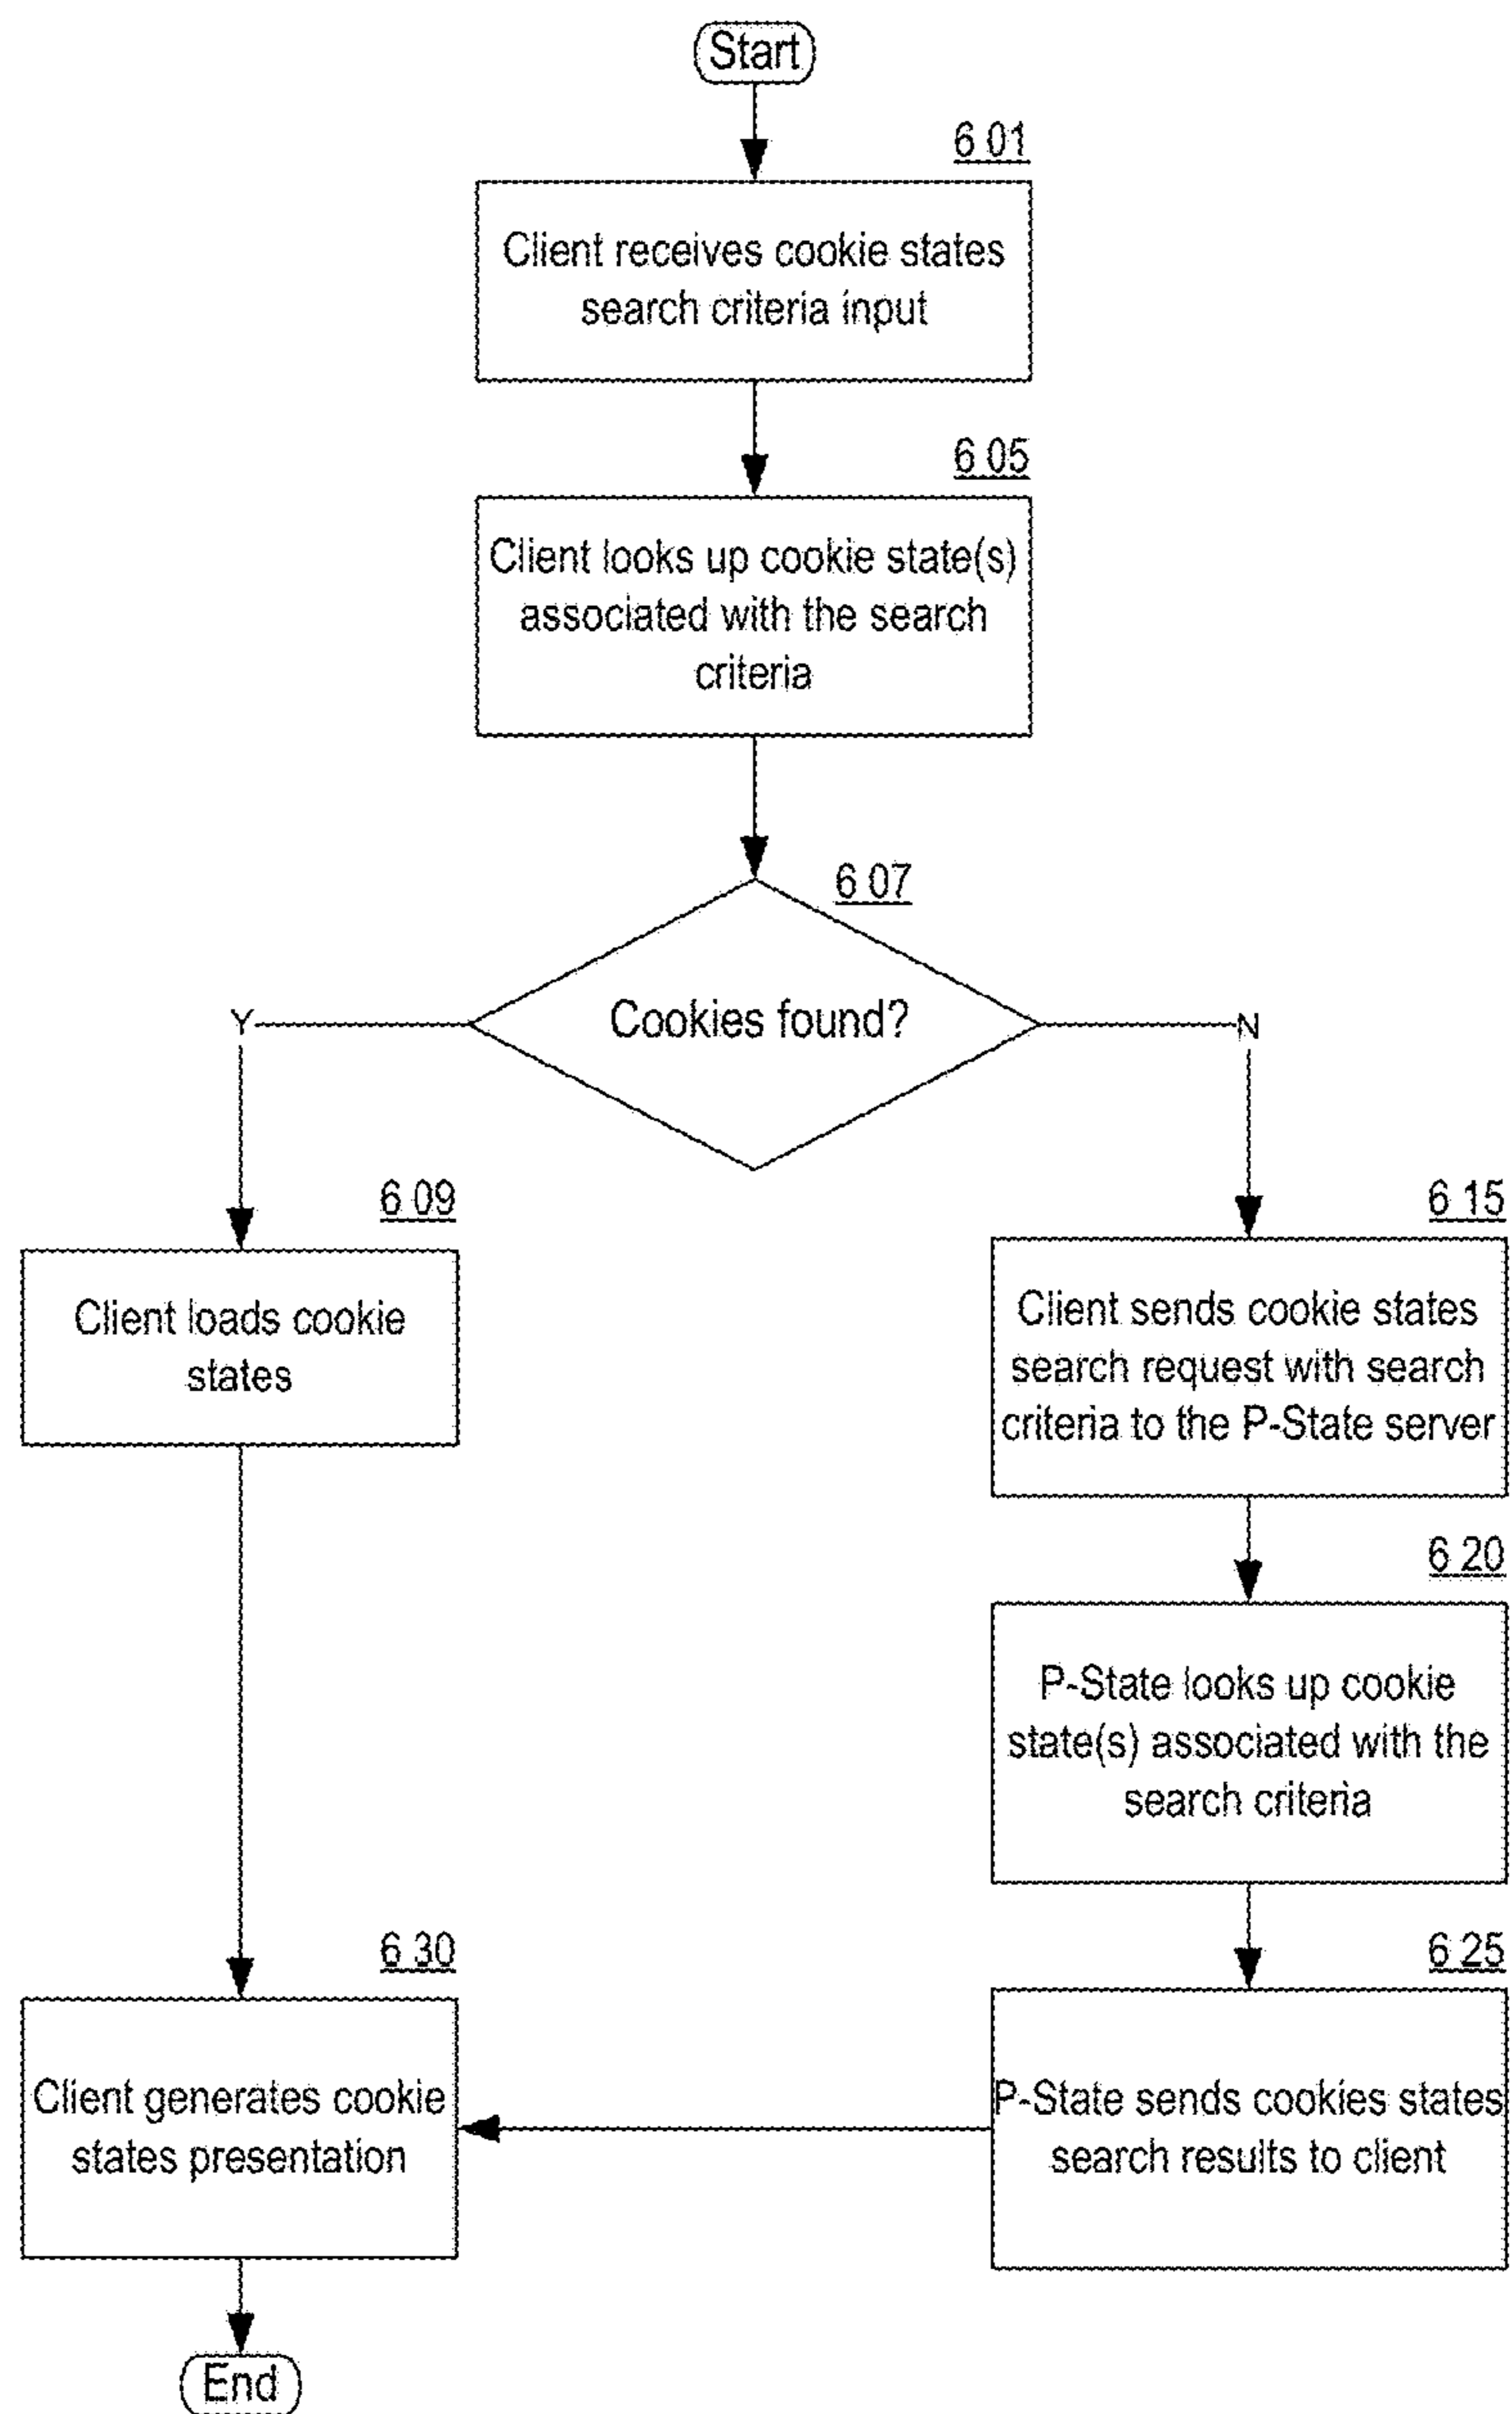 Start
6 01
Client receives cookie states
search criteria input
6 05
Client looks up cookie state(s)
associated with the search
criteria
6 07
Cookies found?
Y
N
6 09
Client loads cookie
states
6 15
Client sends cookie states
search request with search
criteria to the P-State server
6 20
P-State looks up cookie
state(s) associated with the
search criteria
6 25
P-State sends cookies states
search results to client
6 30
Client generates cookie
states presentation
End